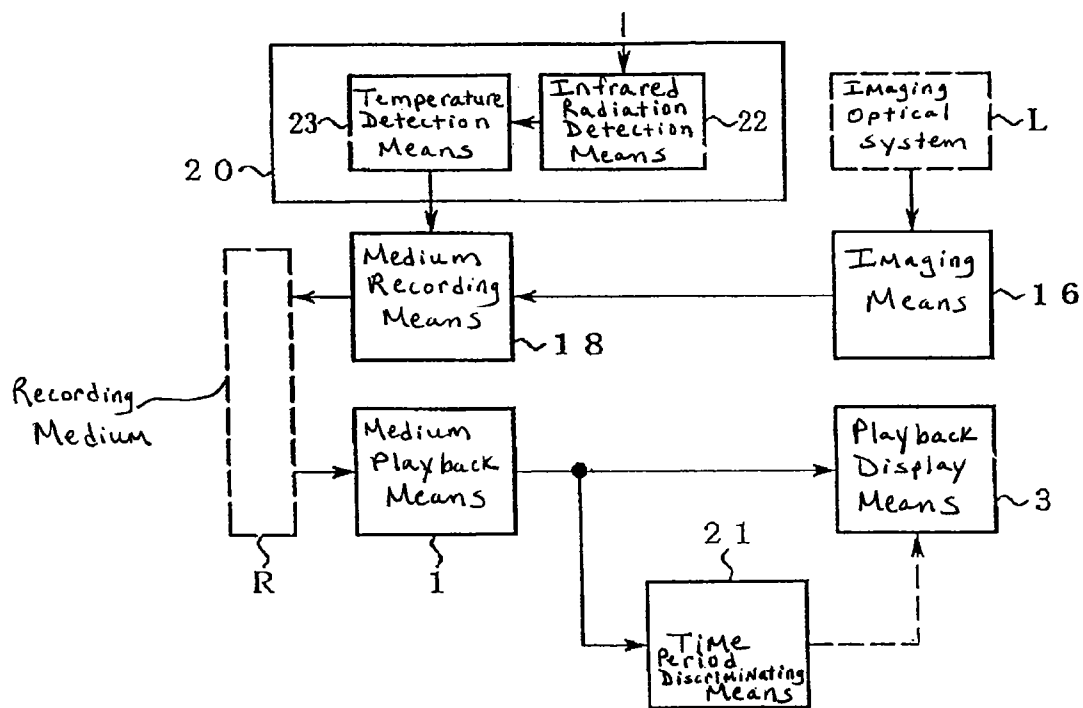 Temperature
Detection
Means
23
Infrared
Radiation
Detection
Means
22
Imaging
Optical
system
L
20
Medium
Recording
Means
18
Imaging
Means
16
Recording
Medium
R
Medium
Playback
Means
1
Playback
Display
Means
3
21
Time
Period
Discriminating
Means